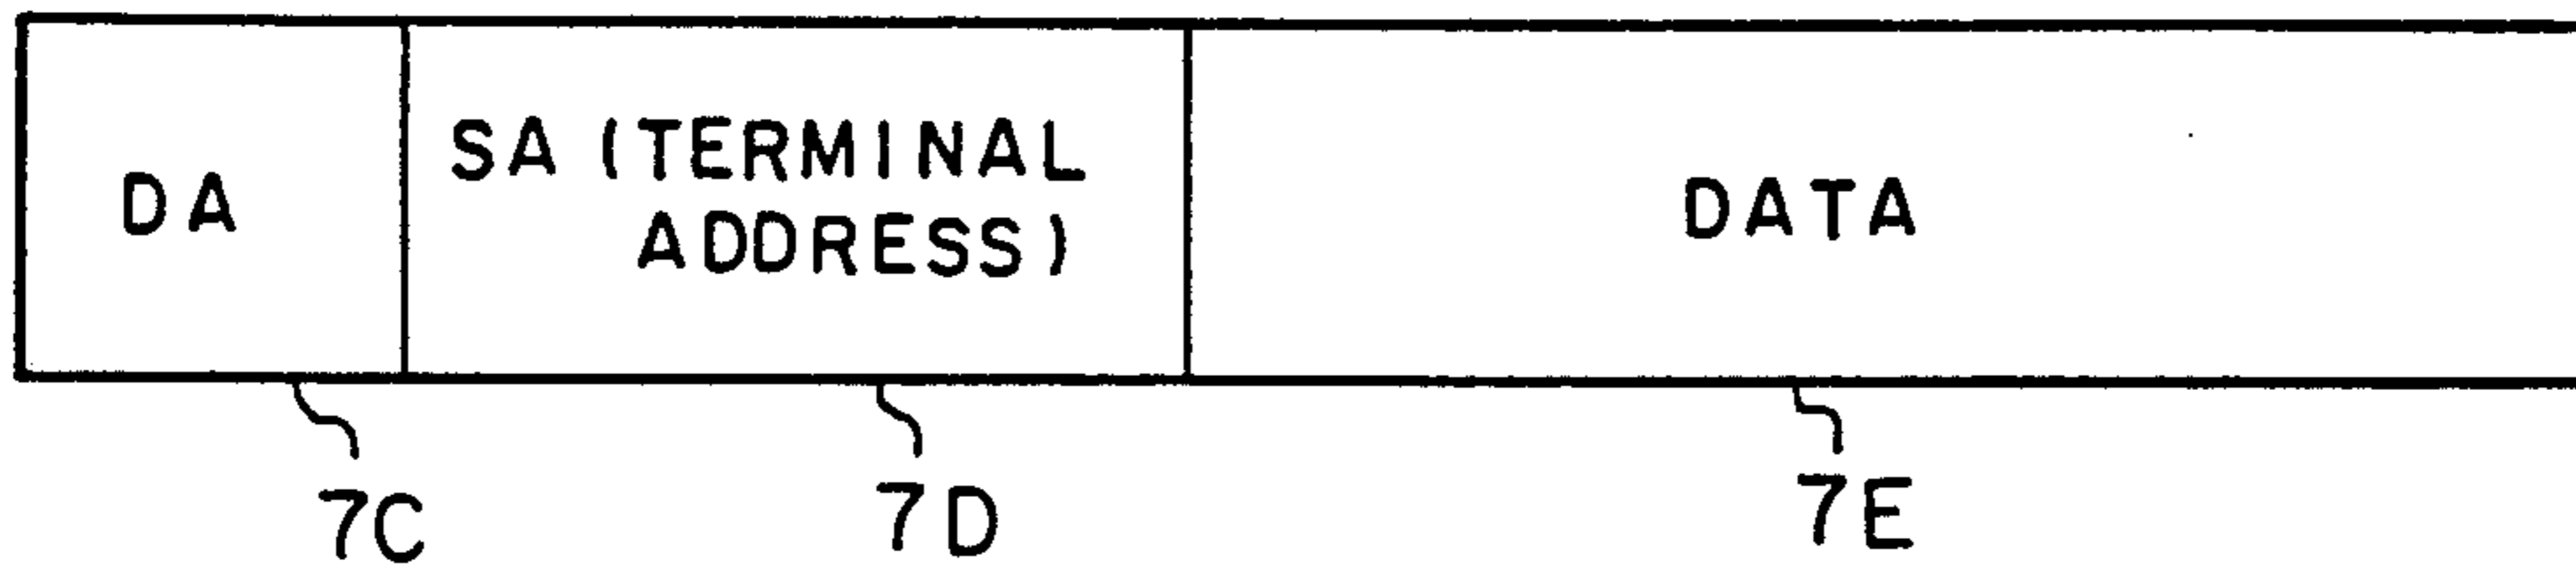 DA
SA (TERMINAL
ADDRESS)
DATA
7C
7D
7E